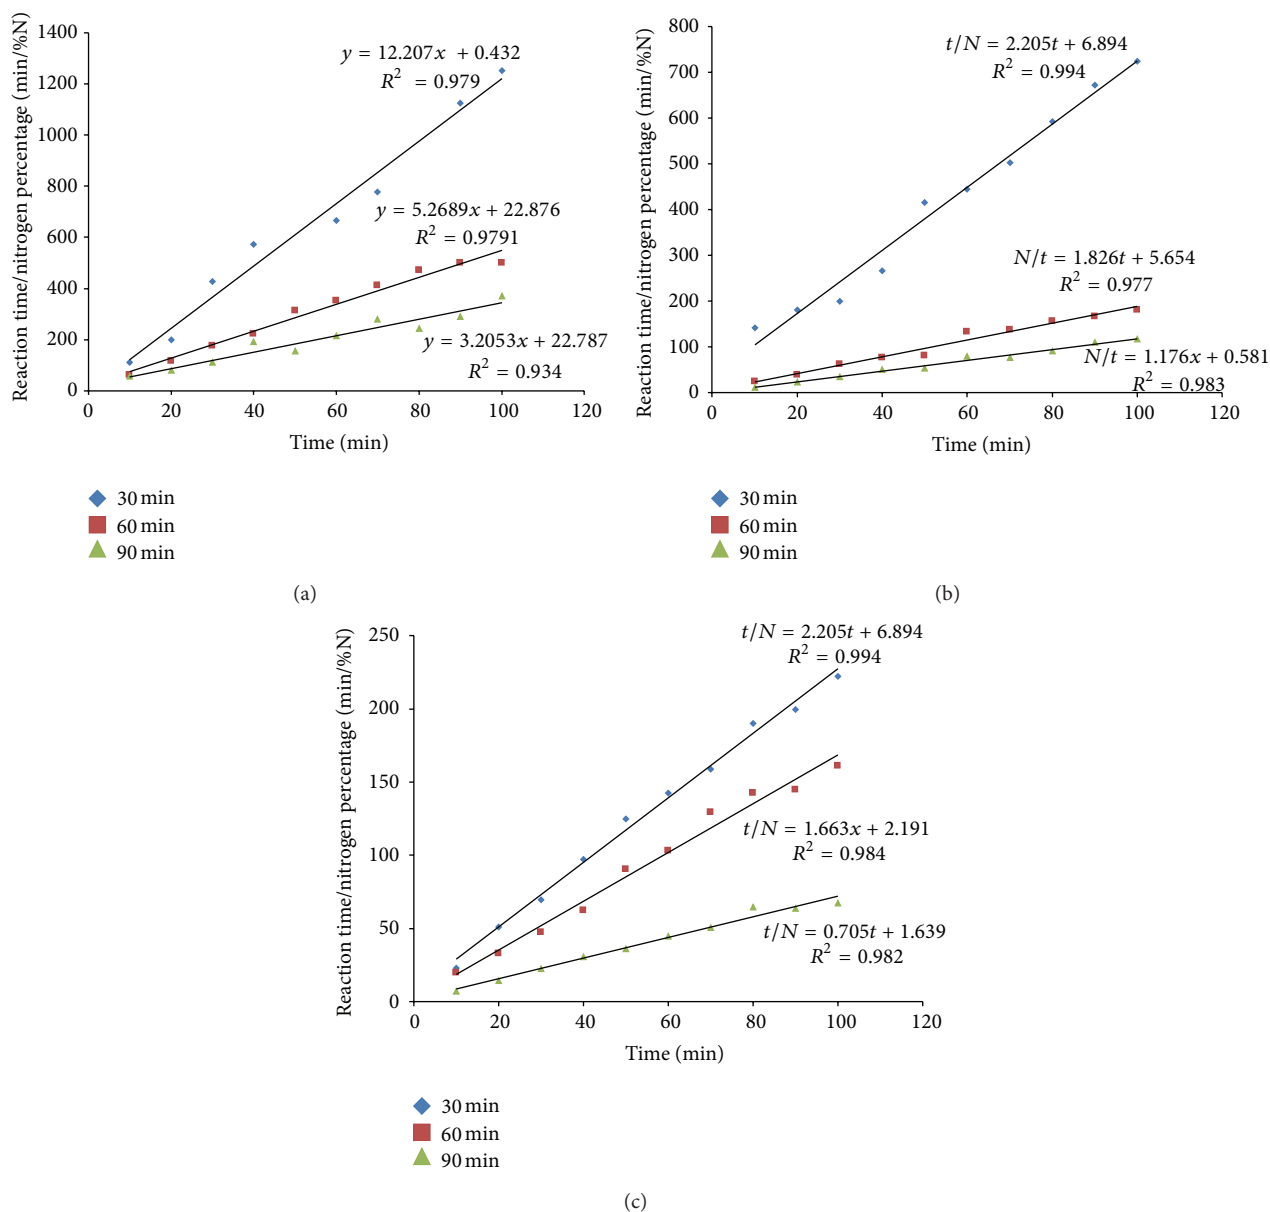 Reaction time/nitrogen percentage (min/%N)
1400
1200
1000
800
600
400
200
0
y = 12.207x + 0.432
R² = 0.979
y = 5.2689x + 22.876
R² = 0.9791
y = 3.2053x + 22.787
R² = 0.934
0 20 40 60 80 100 120
Time (min)
30 min
60 min
90 min
(a)
Reaction time/nitrogen percentage (min/%N)
800
700
600
500
400
300
200
100
0
t/N = 2.205t + 6.894
R² = 0.994
N/t = 1.826t + 5.654
R² = 0.977
N/t = 1.176x + 0.581
R² = 0.983
0 20 40 60 80 100 120
Time (min)
30 min
60 min
90 min
(b)
Reaction time/nitrogen percentage (min/%N)
250
200
150
100
50
0
t/N = 2.205t + 6.894
R² = 0.994
t/N = 1.663x + 2.191
R² = 0.984
t/N = 0.705t + 1.639
R² = 0.982
0 20 40 60 80 100 120
Time (min)
30 min
60 min
90 min
(c)